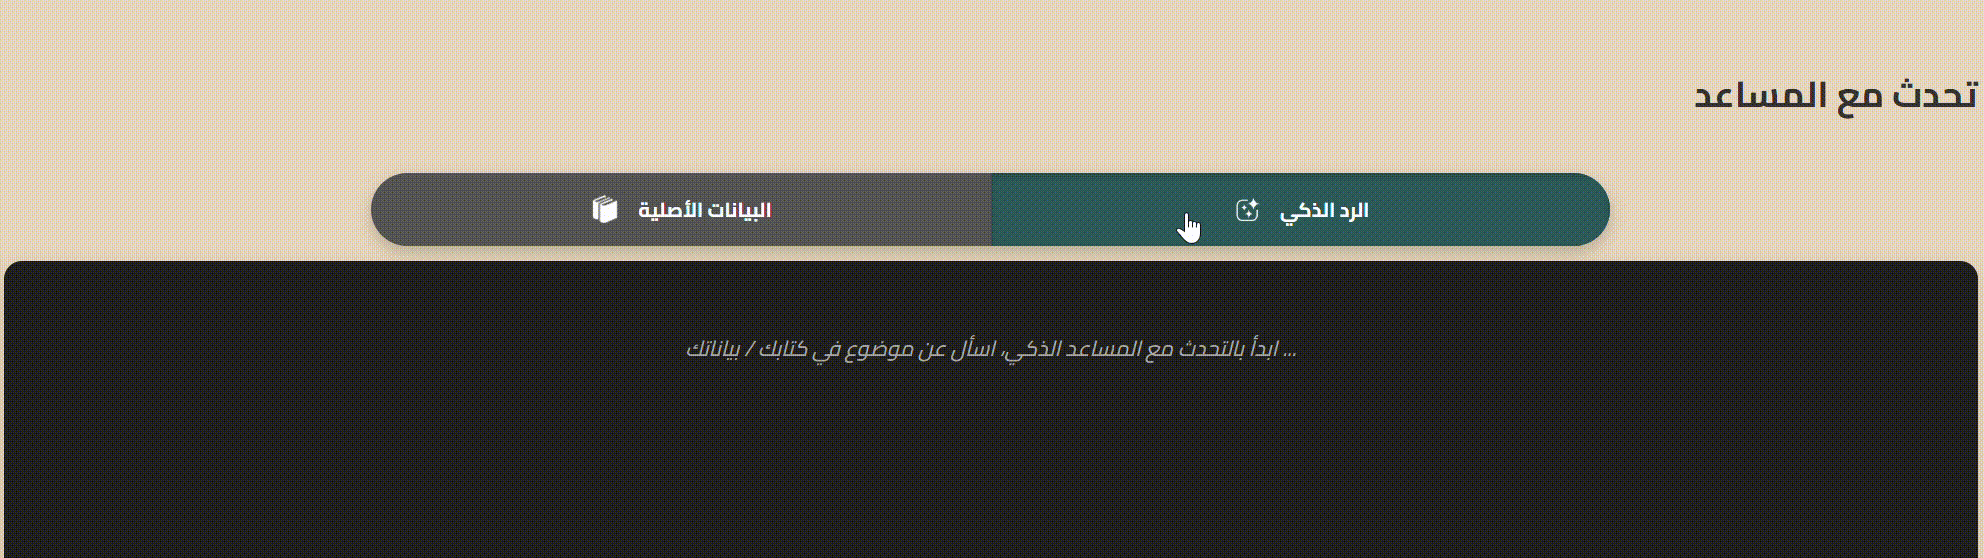 تحدث مع المساعد
الرد الذكي
البيانات الأصلية
... ابدأ بالتحدث مع المساعد الذكي، اسأل عن موضوع في كتابك / بياناتك